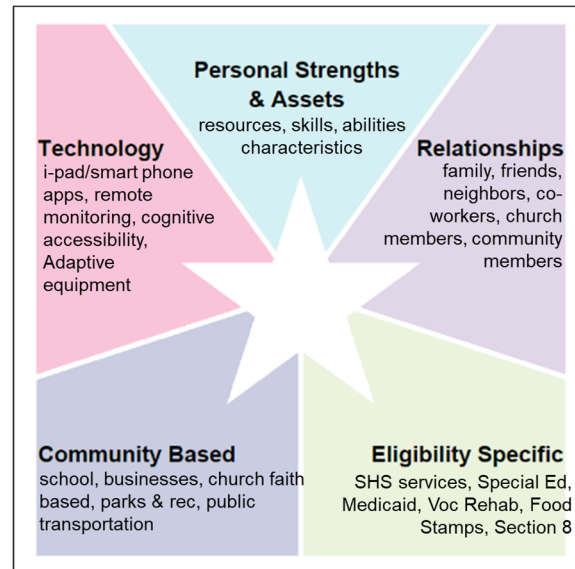 Personal Strengths
& Assets
resources, skills, abilities
characteristics
Technology
i-pad/smart phone
apps, remote
monitoring, cognitive
accessibility,
Adaptive
equipment
Relationships
family, friends,
neighbors, co-
workers, church
members, community
members
Community Based
school, businesses, church faith
based, parks & rec, public
transportation
Eligibility Specific
SHS services, Special Ed,
Medicaid, Voc Rehab, Food
Stamps, Section 8